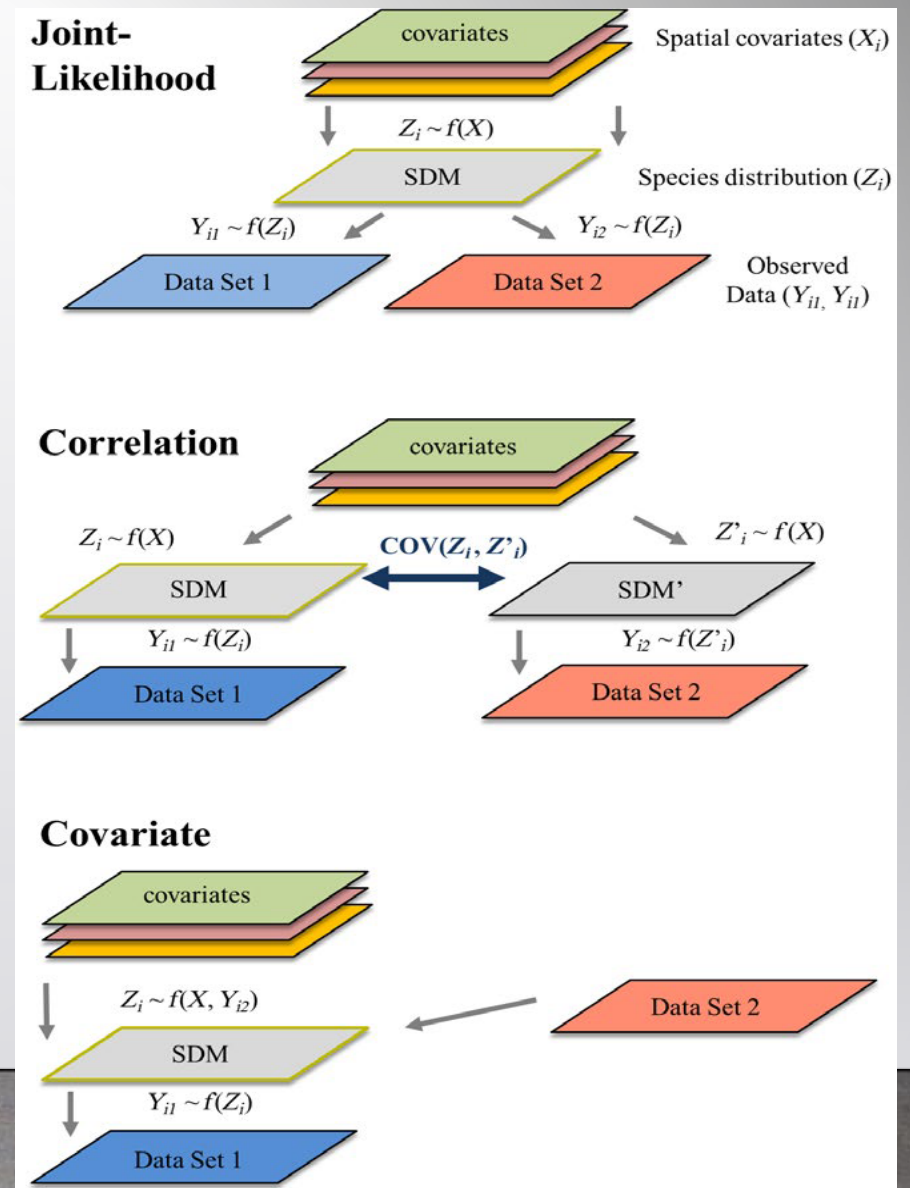 Joint-
Likelihood
covariates
Spatial covariates (Xi)
Zi ~ f(X)
SDM
Species distribution (Zi)
Yi1 ~ f(Zi)
Yi2 ~ f(Zi)
Data Set 1
Data Set 2
Observed
Data (Yi1, Yi1)
Correlation
covariates
Zi ~ f(X)
COV(Zi, Z'i)
Z'i ~ f(X)
SDM
SDM'
Yi1 ~ f(Zi)
Yi2 ~ f(Z'i)
Data Set 1
Data Set 2
Covariate
covariates
Zi ~ f(X, Yi2)
Data Set 2
SDM
Yi1 ~ f(Zi)
Data Set 1